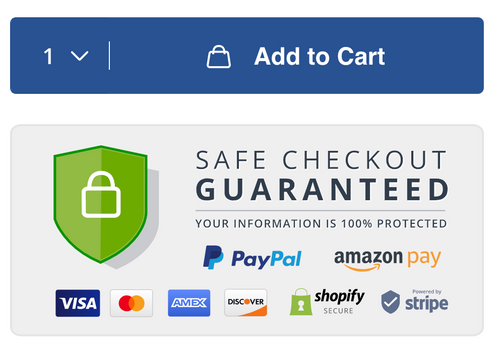 1 Add to Cart
SAFE CHECKOUT
GUARANTEED
YOUR INFORMATION IS 100% PROTECTED
PayPal amazon pay
VISA AMEX DISCOVER shopify SECURE Powered by stripe